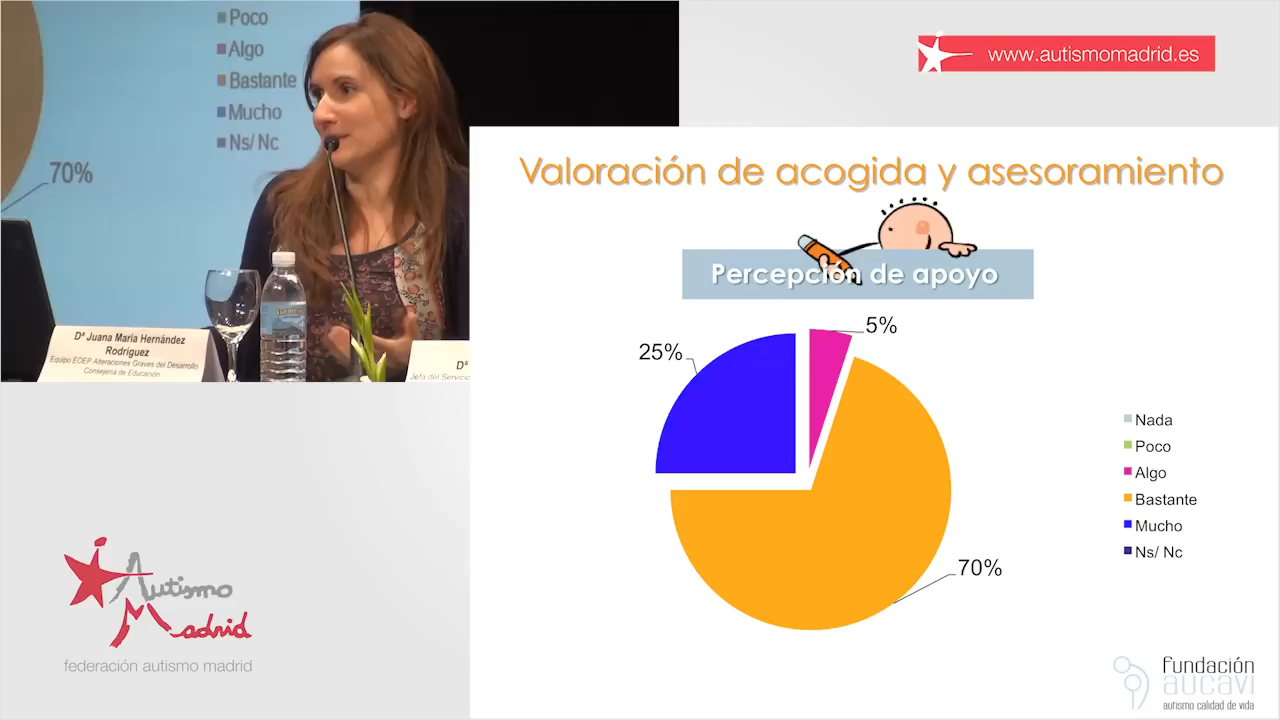 Poco
Algo
Bastante
Mucho
Ns/ Nc
70%
Dª Juana María Hernández
Rodríguez
Equipo EOEP Alteraciones Graves del Desarrollo
Consejería de Educación
Dª
Jefa del Servicio
www.autismomadrid.es
Valoración de acogida y asesoramiento
Percepción de apoyo
5%
25%
70%
Nada
Poco
Algo
Bastante
Mucho
Ns/ Nc
Autismo
Madrid
federación autismo madrid
fundación
aucavi
autismo calidad de vida